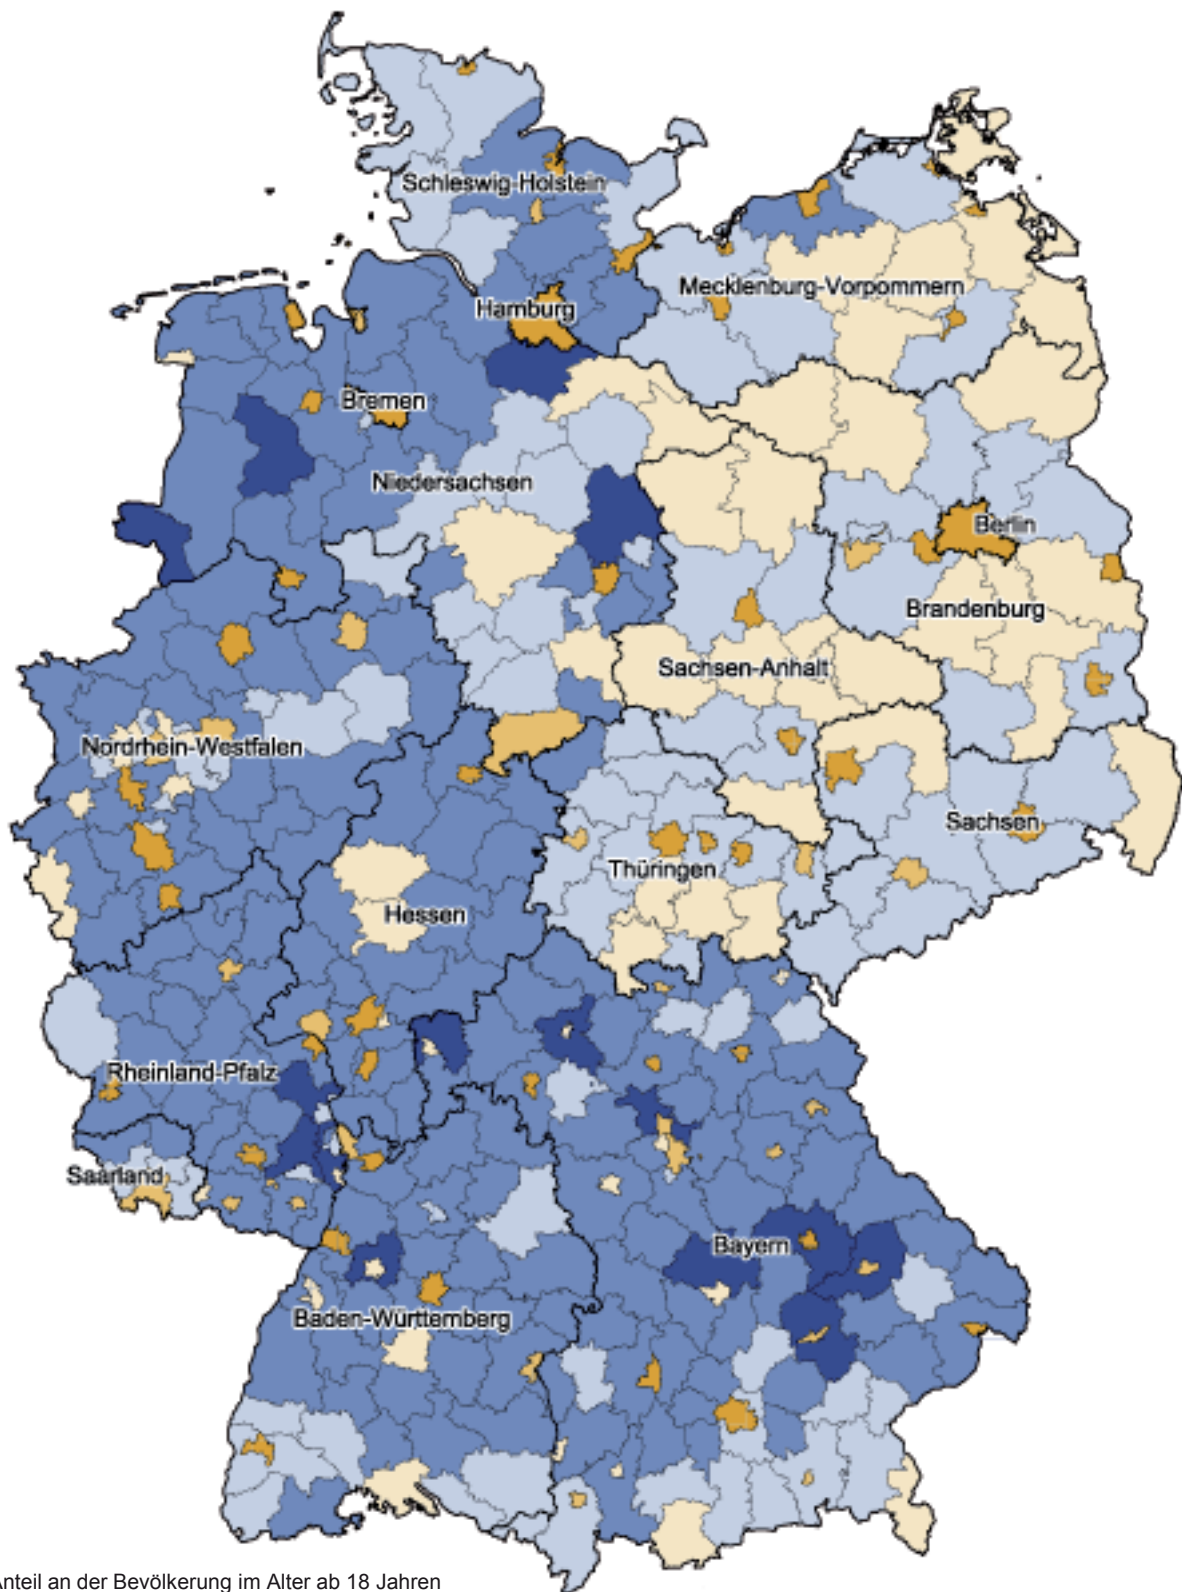 Schleswig-Holstein
Mecklenburg-Vorpommern
Hamburg
Bremen
Niedersachsen
Berlin
Brandenburg
Sachsen-Anhalt
Nordrhein-Westfalen
Sachsen
Thüringen
Hessen
Rheinland-Pfalz
Saarland
Bayern
Baden-Württemberg
Anteil an der Bevölkerung im Alter ab 18 Jahren